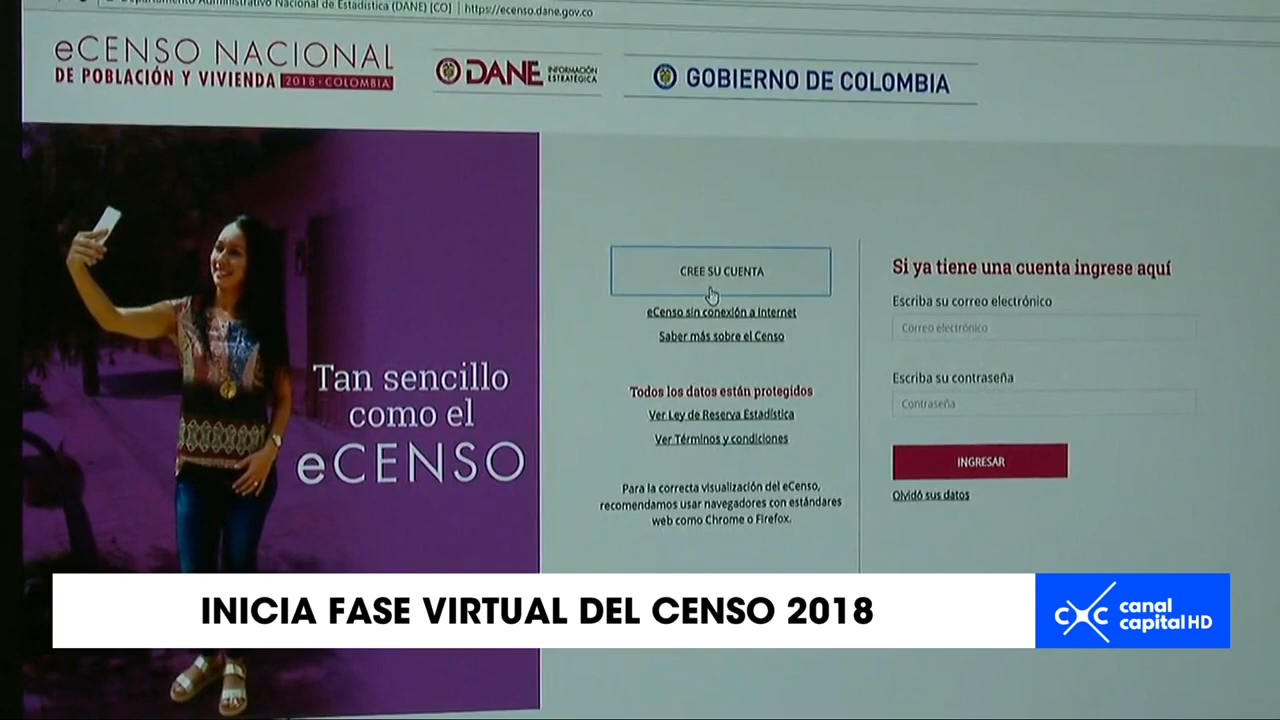 Departamento Administrativo Nacional de Estadística (DANE) [CO] | https://ecenso.dane.gov.co
eCENSO NACIONAL
DE POBLACIÓN Y VIVIENDA 2018 - COLOMBIA
DANE INFORMACIÓN ESTRATÉGICA
GOBIERNO DE COLOMBIA
Tan sencillo
como el
eCENSO
CREE SU CUENTA
eCenso sin conexión a Internet
Saber más sobre el Censo
Todos los datos están protegidos
Ver Ley de Reserva Estadística
Ver Términos y condiciones
Para la correcta visualización del eCenso,
recomendamos usar navegadores con estándares
web como Chrome o Firefox.
Si ya tiene una cuenta ingrese aquí
Escriba su correo electrónico
Correo electrónico
Escriba su contraseña
Contraseña
INGRESAR
Olvidó sus datos
INICIA FASE VIRTUAL DEL CENSO 2018
cxc canal
capital HD